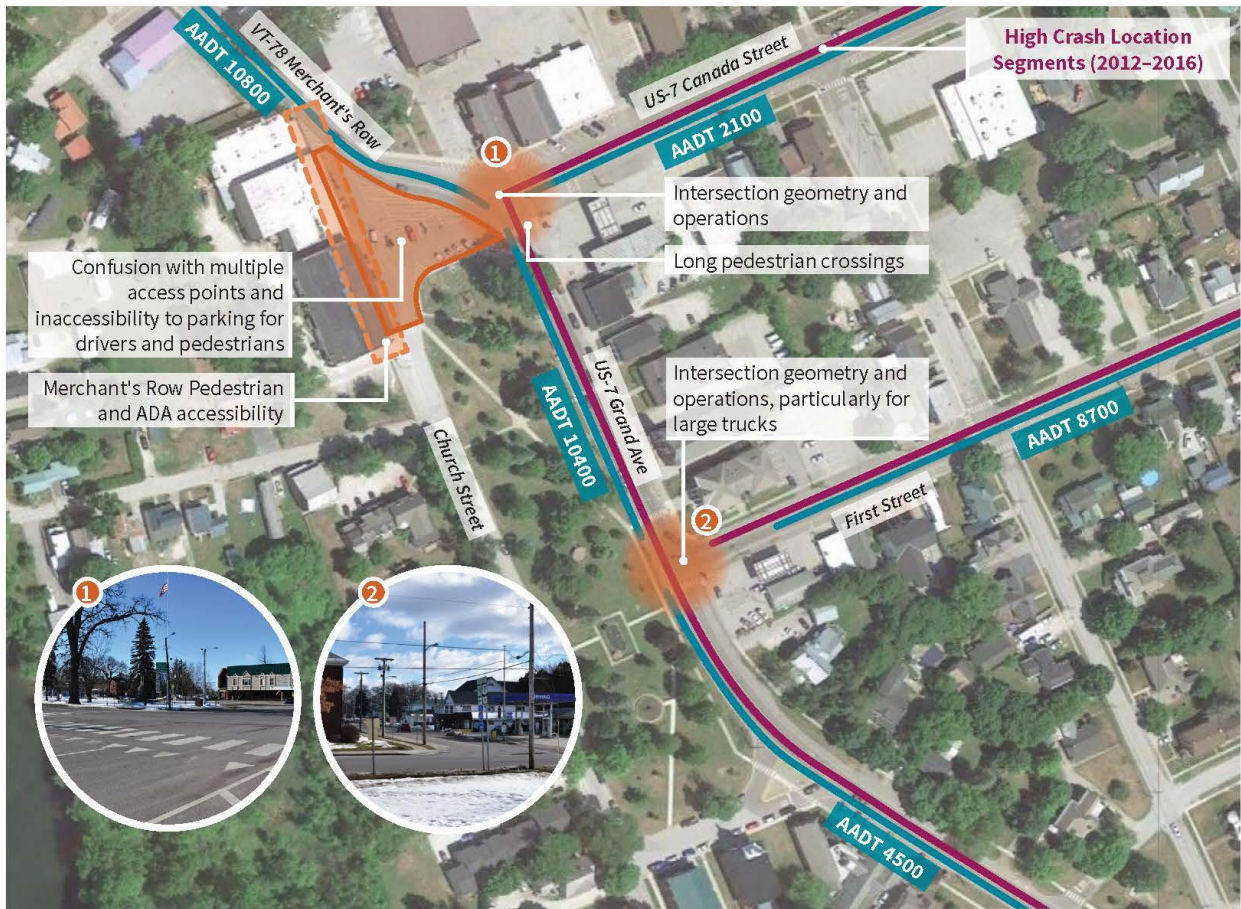 AADT 10800
VT-78 Merchant's Row
US-7 Canada Street
High Crash Location
Segments (2012–2016)
AADT 2100
1
Intersection geometry and
operations
Long pedestrian crossings
Confusion with multiple
access points and
inaccessibility to parking for
drivers and pedestrians
Merchant's Row Pedestrian
and ADA accessibility
Church Street
AADT 10400
US-7 Grand Ave
Intersection geometry and
operations, particularly for
large trucks
AADT 8700
First Street
2
1
2
AADT 4500